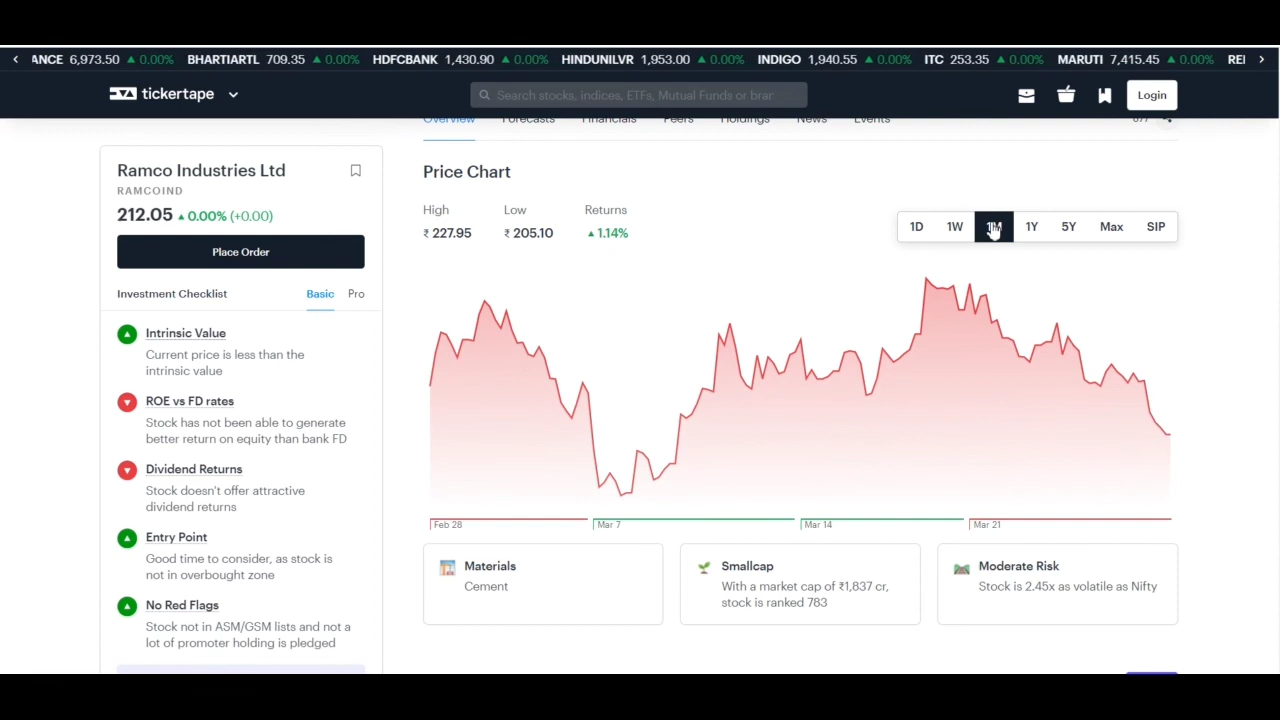 ANCE 6,973.50 ▲ 0.00% BHARTIARTL 709.35 ▲ 0.00% HDFCBANK 1,430.90 ▲ 0.00% HINDUNILVR 1,953.00 ▲ 0.00% INDIGO 1,940.55 ▲ 0.00% ITC 253.35 ▲ 0.00% MARUTI 7,415.45 ▲ 0.00% REI
tickertape
Search stocks, indices, ETFs, Mutual Funds or brar
Login
Overview Forecasts Financials Peers Holdings News Events
Ramco Industries Ltd
RAMCOIND
212.05 ▲ 0.00% (+0.00)
Place Order
Investment Checklist Basic Pro
Intrinsic Value
Current price is less than the
intrinsic value
ROE vs FD rates
Stock has not been able to generate
better return on equity than bank FD
Dividend Returns
Stock doesn't offer attractive
dividend returns
Entry Point
Good time to consider, as stock is
not in overbought zone
No Red Flags
Stock not in ASM/GSM lists and not a
lot of promoter holding is pledged
Price Chart
High Low Returns
₹ 227.95 ₹ 205.10 ▲ 1.14%
1D 1W 1M 1Y 5Y Max SIP
Feb 28 Mar 7 Mar 14 Mar 21
Materials
Cement
Smallcap
With a market cap of ₹1,837 cr,
stock is ranked 783
Moderate Risk
Stock is 2.45x as volatile as Nifty